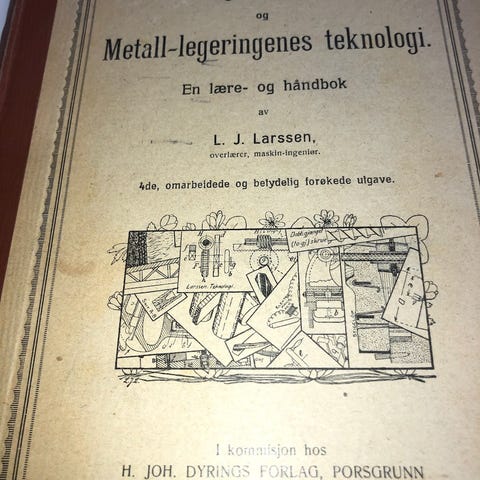 og
Metall-legeringenes teknologi.
En lære- og håndbok
av
L. J. Larssen,
overlærer, maskin-ingeniør.
4de, omarbeidede og betydelig forøkede utgave.
Larssen. Teknologi.
I kommisjon hos
H. JOH. DYRINGS FORLAG, PORSGRUNN